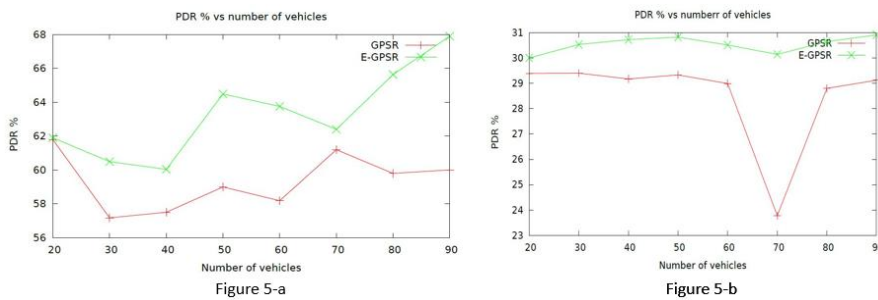 PDR % vs number of vehicles
68
66
64
62
60
58
56
PDR %
GPSR
E-GPSR
20 30 40 50 60 70 80 90
Number of vehicles
Figure 5-a
PDR % vs numberr of vehicles
31
30
29
28
27
26
25
24
23
PDR %
GPSR
E-GPSR
20 30 40 50 60 70 80 9
Number of vehicles
Figure 5-b